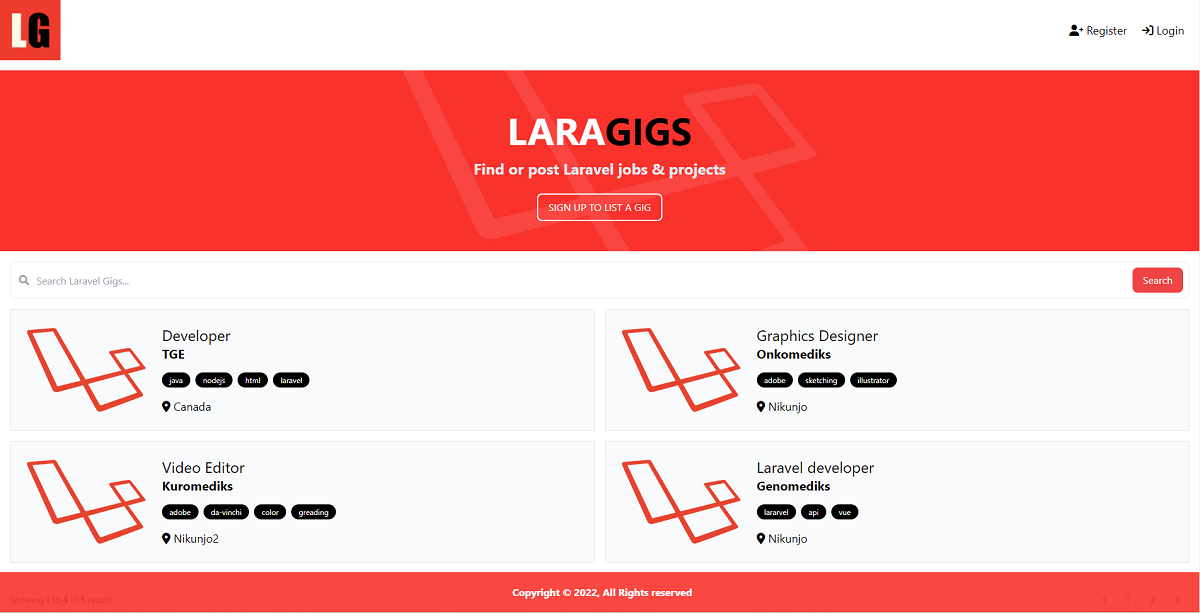 LG
Register
Login
LARAGIGS
Find or post Laravel jobs & projects
SIGN UP TO LIST A GIG
Search Laravel Gigs...
Search
Developer
TGE
java nodejs html laravel
Canada
Graphics Designer
Onkomediks
adobe sketching illustrator
Nikunjo
Video Editor
Kuromediks
adobe da-vinchi color greading
Nikunjo2
Laravel developer
Genomediks
lararvel api vue
Nikunjo
Copyright © 2022, All Rights reserved
Showing 1 to 4 of 5 results
1 2